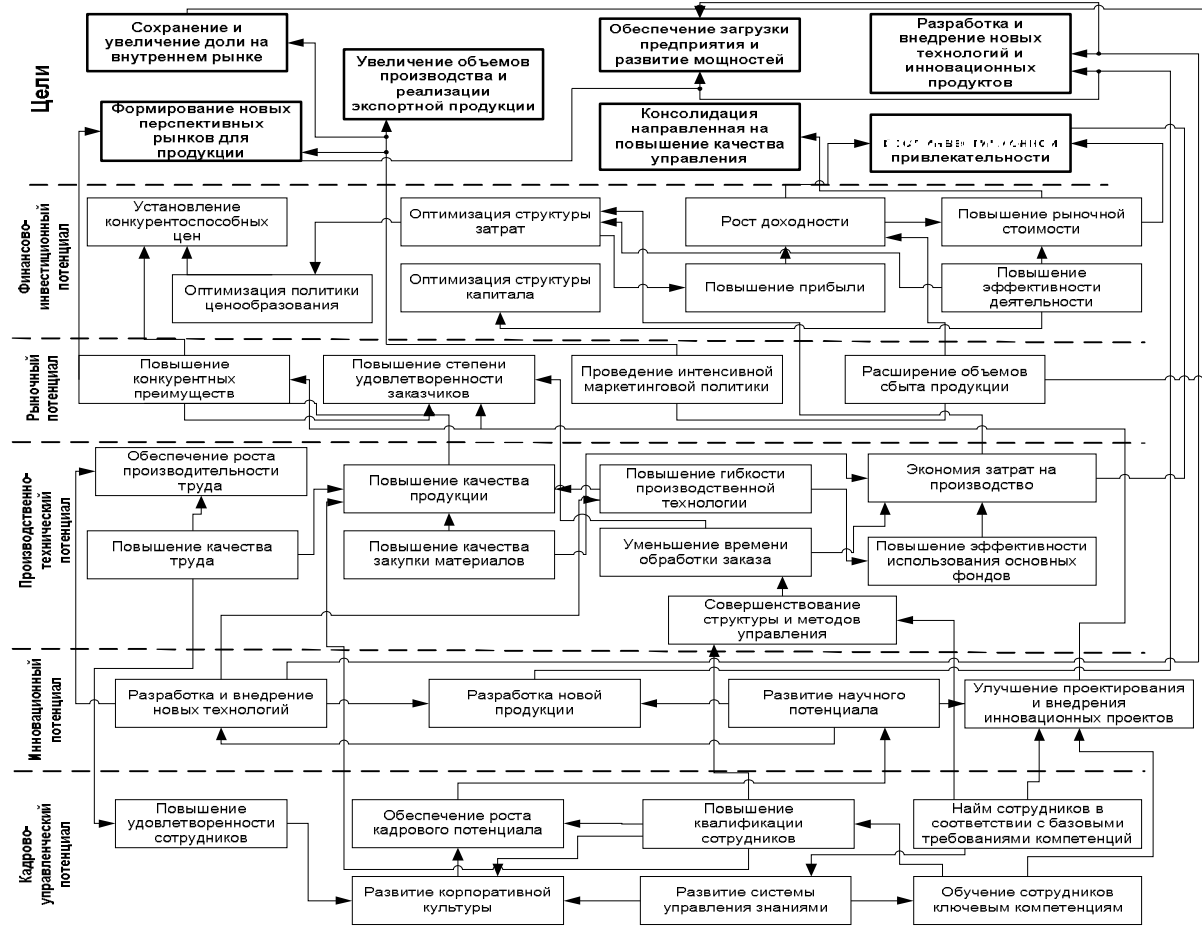 Цели
Сохранение и
увеличение доли на
внутреннем рынке
Увеличение объемов
производства и
реализации
экспортной продукции
Обеспечение загрузки
предприятия и
развитие мощностей
Разработка и
внедрение новых
технологий и
инновационных
продуктов
Формирование новых
перспективных
рынков для
продукции
Консолидация
направленная на
повышение качества
управления
привлекательности
Финансово-
инвестиционный
потенциал
Установление
конкурентоспособных
цен
Оптимизация структуры
затрат
Рост доходности
Повышение рыночной
стоимости
Оптимизация политики
ценообразования
Оптимизация структуры
капитала
Повышение прибыли
Повышение
эффективности
деятельности
Рыночный
потенциал
Повышение
конкурентных
преимуществ
Повышение степени
удовлетворенности
заказчиков
Проведение интенсивной
маркетинговой политики
Расширение объемов
сбыта продукции
Производственно-
технический
потенциал
Обеспечение роста
производительности
труда
Повышение качества
продукции
Повышение гибкости
производственной
технологии
Экономия затрат на
производство
Повышение качества
труда
Повышение качества
закупки материалов
Уменьшение времени
обработки заказа
Повышение эффективности
использования основных
фондов
Совершенствование
структуры и методов
управления
Инновационный
потенциал
Разработка и внедрение
новых технологий
Разработка новой
продукции
Развитие научного
потенциала
Улучшение проектирования
и внедрения
инновационных проектов
Кадрово-
управленческий
потенциал
Повышение
удовлетворенности
сотрудников
Обеспечение роста
кадрового потенциала
Повышение
квалификации
сотрудников
Найм сотрудников в
соответствии с базовыми
требованиями компетенций
Развитие корпоративной
культуры
Развитие системы
управления знаниями
Обучение сотрудников
ключевым компетенциям